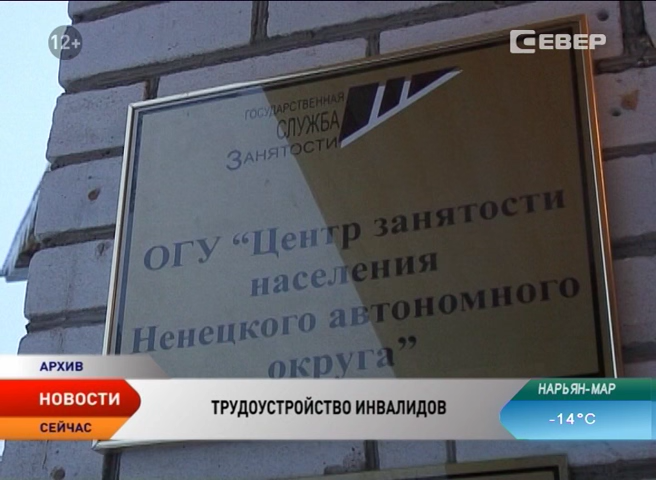 12+
СЕВЕР
ГОСУДАРСТВЕННАЯ
СЛУЖБА
ЗАНЯТОСТИ
ОГУ “Центр занятости
населения
Ненецкого автономного
округа”
АРХИВ
НОВОСТИ
СЕЙЧАС
ТРУДОУСТРОЙСТВО ИНВАЛИДОВ
НАРЬЯН-МАР
-14°C